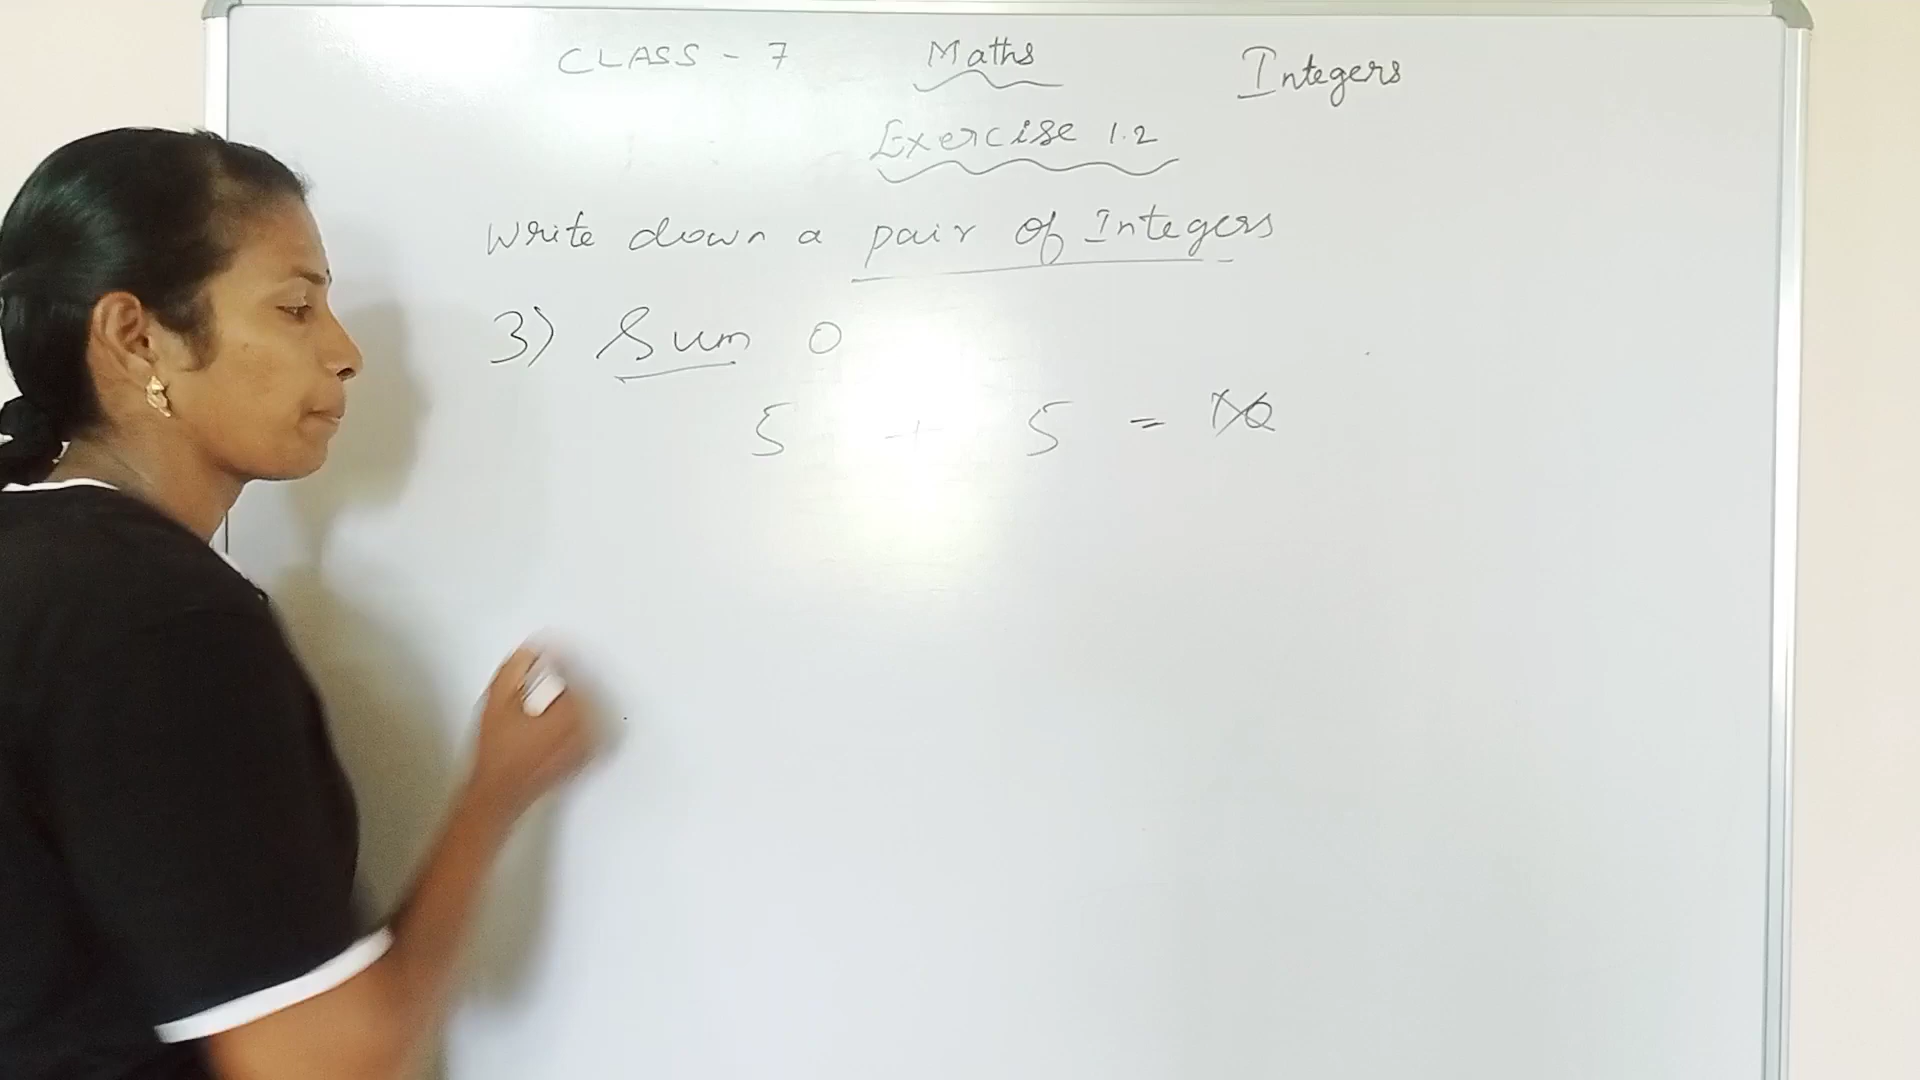 CLASS - 7 Maths Integers
Exercise 1.2
Write down a pair of Integers
3) Sum 0
5 + 5 = 10